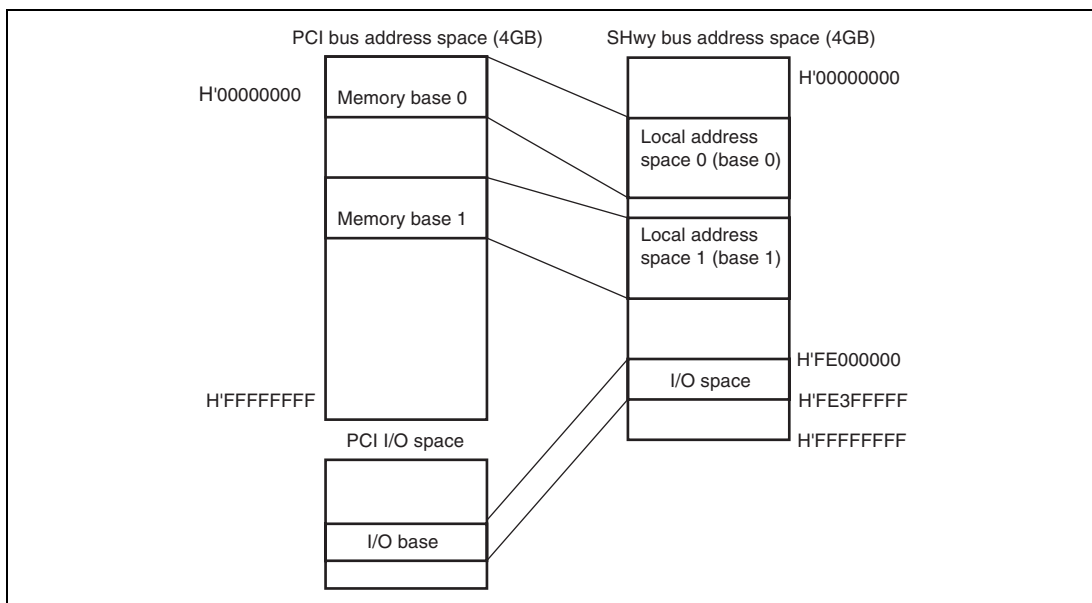 PCI bus address space (4GB)
SHwy bus address space (4GB)
H'00000000
Memory base 0
H'00000000
Local address
space 0 (base 0)
Memory base 1
Local address
space 1 (base 1)
H'FE000000
I/O space
H'FFFFFFFF
H'FE3FFFFF
PCI I/O space
H'FFFFFFFF
I/O base